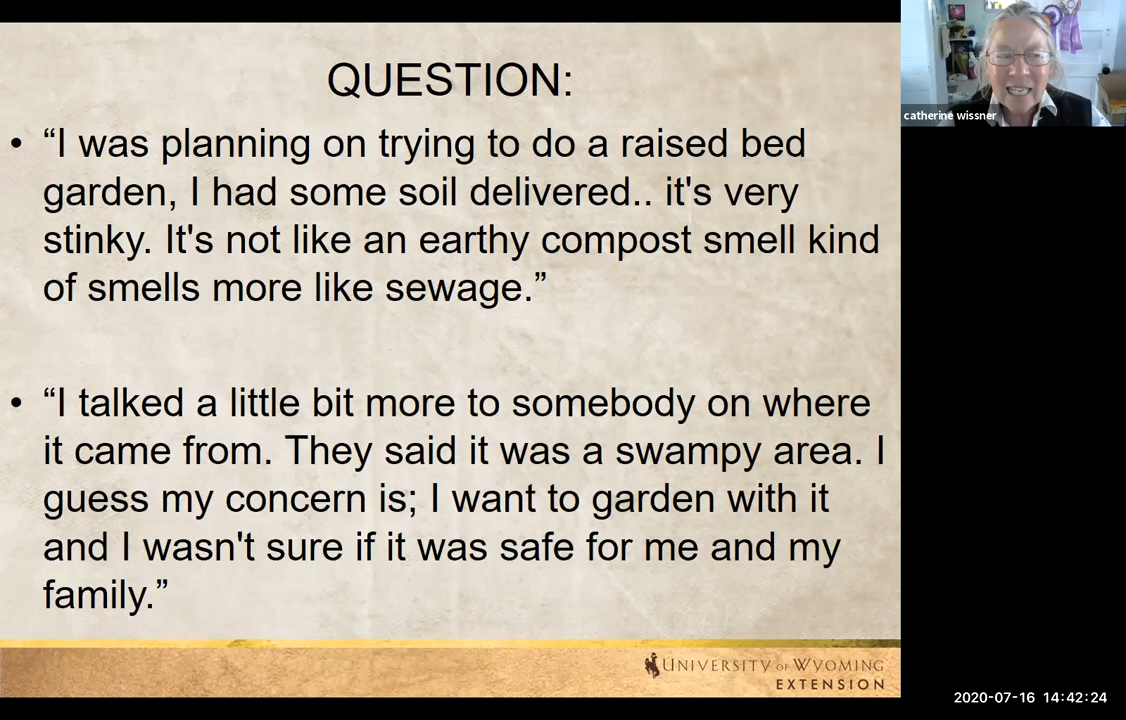 QUESTION:
• “I was planning on trying to do a raised bed
garden, I had some soil delivered.. it's very
stinky. It's not like an earthy compost smell kind
of smells more like sewage.”
• “I talked a little bit more to somebody on where
it came from. They said it was a swampy area. I
guess my concern is; I want to garden with it
and I wasn't sure if it was safe for me and my
family.”
UNIVERSITY OF WYOMING
EXTENSION
catherine wissner
2020-07-16 14:42:24